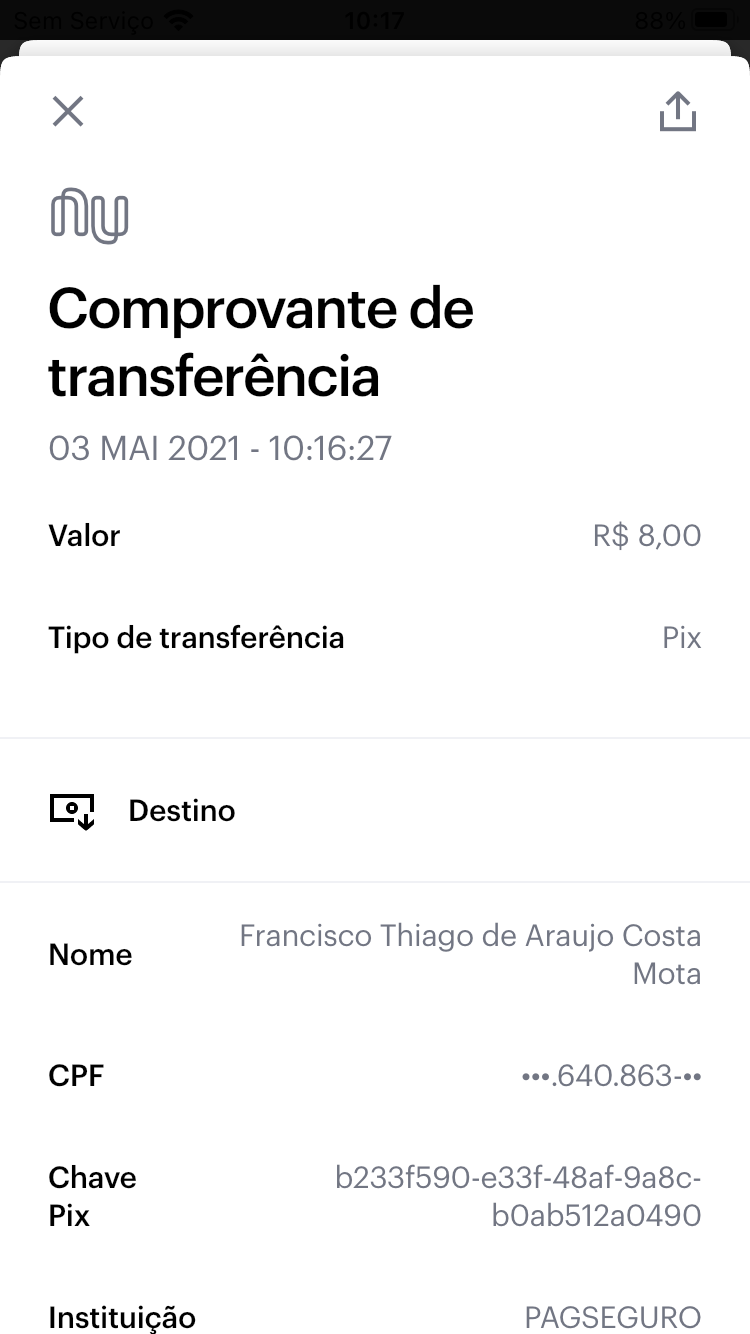 Sem Serviço 10:17 88%
nu
Comprovante de
transferência
03 MAI 2021 - 10:16:27
Valor R$ 8,00
Tipo de transferência Pix
Destino
Nome Francisco Thiago de Araujo Costa
Mota
CPF •••.640.863-••
Chave b233f590-e33f-48af-9a8c-
Pix b0ab512a0490
Instituição PAGSEGURO